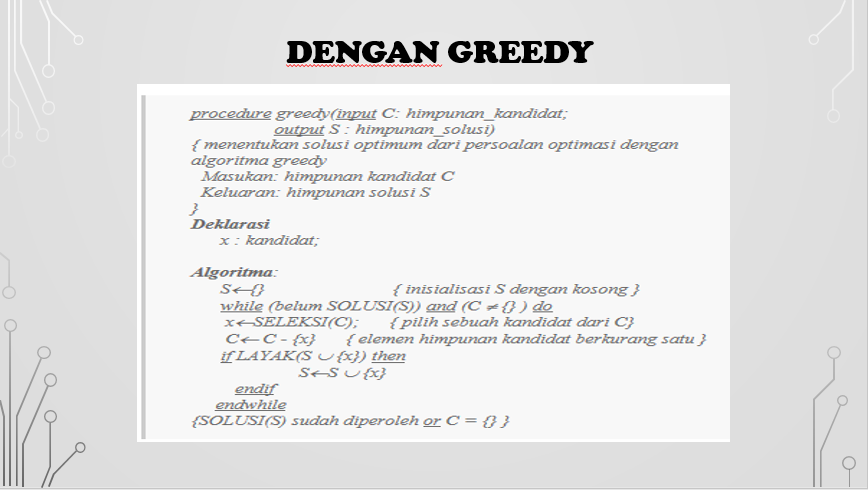 DENGAN GREEDY
procedure greedy(input C: himpunan_kandidat;
output S : himpunan_solusi)
{ menentukan solusi optimum dari persoalan optimasi dengan
algoritma greedy
Masukan: himpunan kandidat C
Keluaran: himpunan solusi S
}
Deklarasi
x : kandidat;
Algoritma:
S←{} { inisialisasi S dengan kosong }
while (belum SOLUSI(S)) and (C ≠ {} ) do
x←SELEKSI(C); { pilih sebuah kandidat dari C}
C← C - {x} { elemen himpunan kandidat berkurang satu }
if LAYAK(S ∪ {x}) then
S←S ∪ {x}
endif
endwhile
{SOLUSI(S) sudah diperoleh or C = {} }